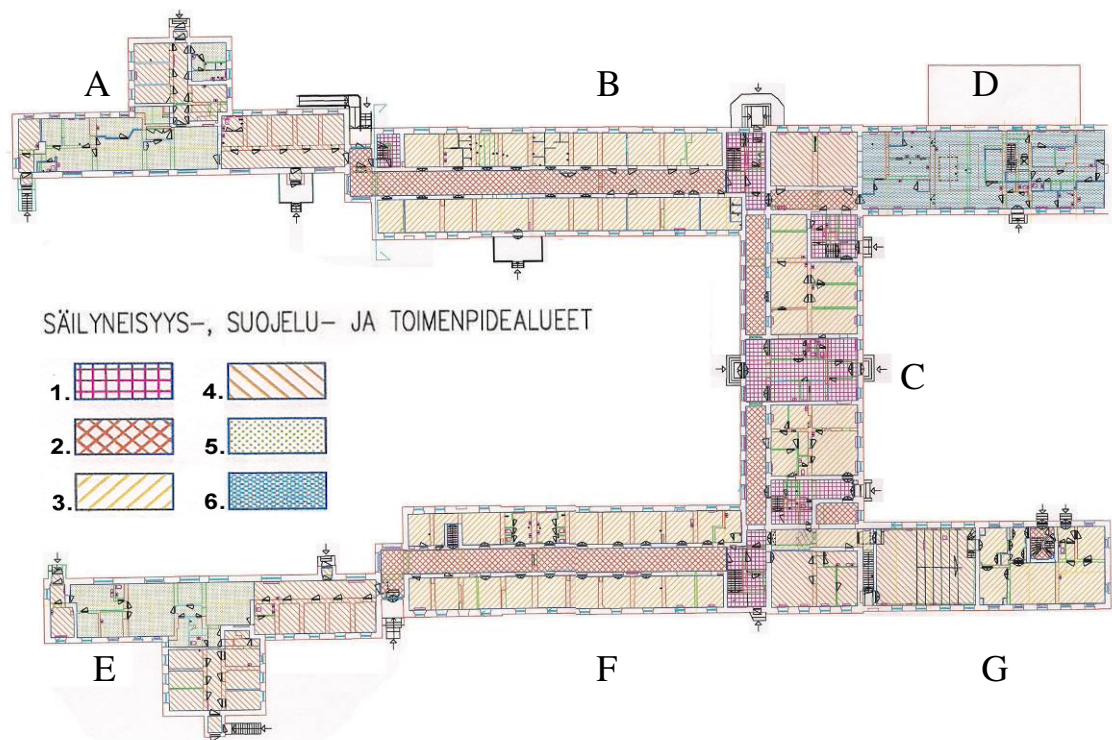 A
B
D
SÄILYNEISYYS-, SUOJELU- JA TOIMENPIDEALUEET
1.
4.
2.
5.
3.
6.
C
E
F
G